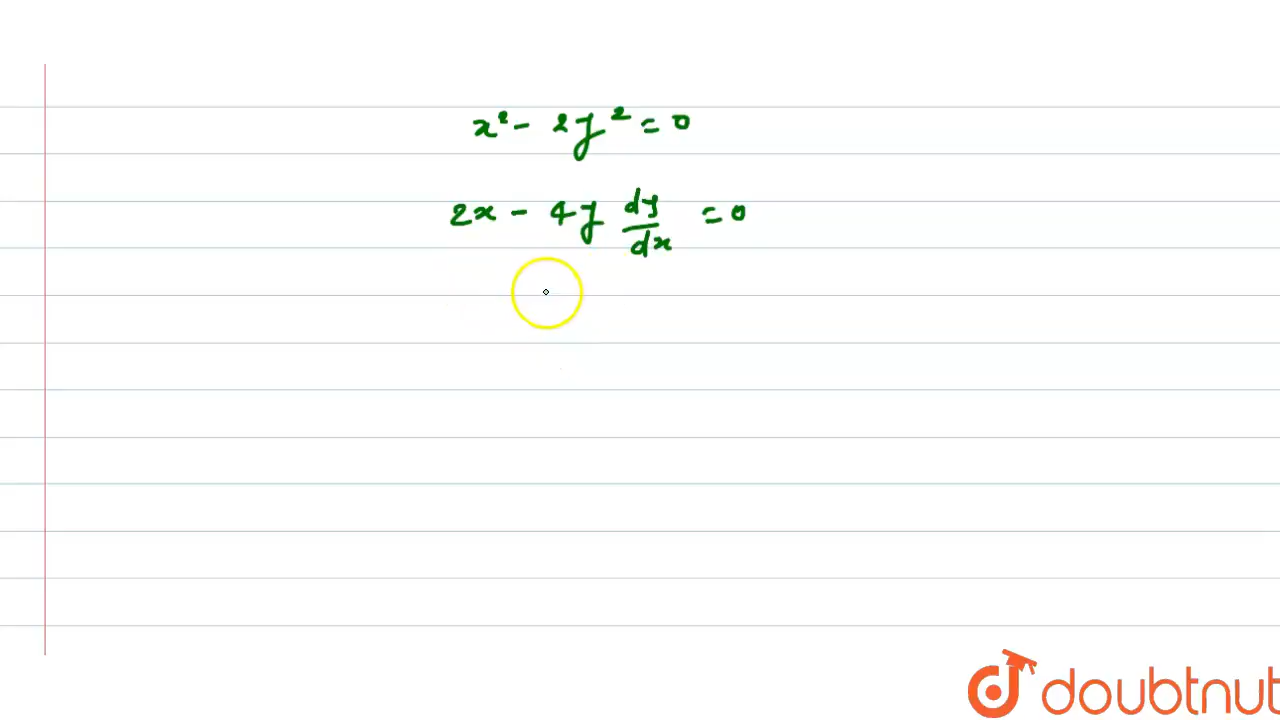 x² - 2y² = 0
2x - 4y dy/dx = 0
doubtnut